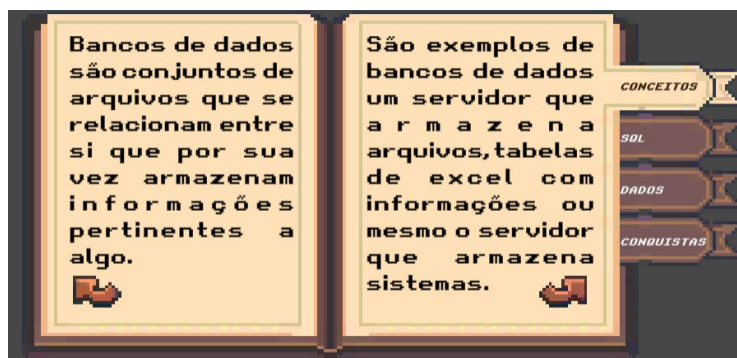 Bancos de dados
são conjuntos de
arquivos que se
relacionam entre
si que por sua
vez armazenam
informações
pertinentes a
algo.
São exemplos de
bancos de dados
um servidor que
armazena
arquivos, tabelas
de excel com
informações ou
mesmo o servidor
que armazena
sistemas.
CONCEITOS
SQL
DADOS
CONQUISTAS